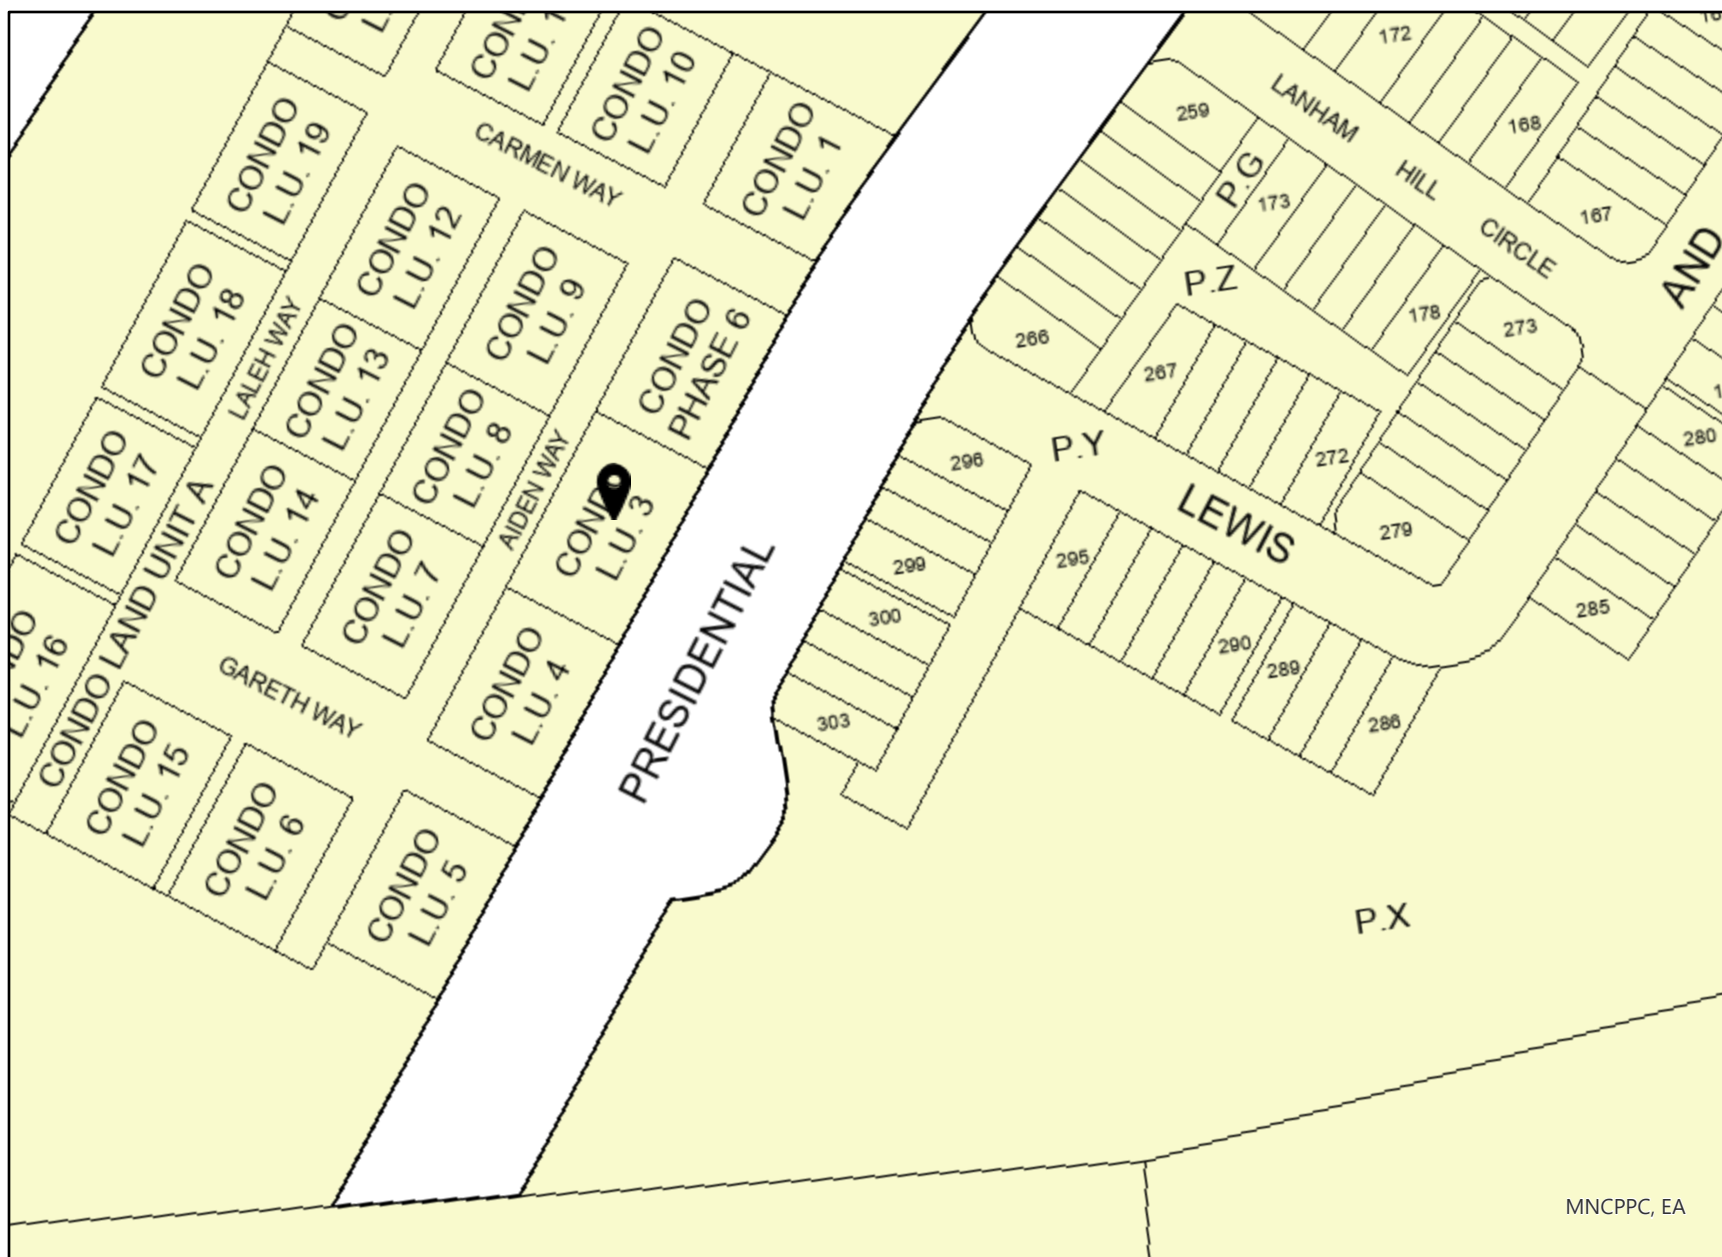 CONDO
L.U. 10
CONDO
L.U. 1
172
168
167
LANHAM
HILL
CIRCLE
AND
259
P.G
173
178
P.Z
273
266
267
272
279
280
285
CONDO
L.U. 19
CARMEN WAY
CONDO
L.U. 12
CONDO
L.U. 9
CONDO
PHASE 6
CONDO
L.U. 18
LALEH WAY
CONDO
L.U. 13
CONDO
L.U. 8
AIDEN WAY
L.U. 3
CONDO
L.U. 17
CONDO LAND UNIT A
CONDO
L.U. 14
CONDO
L.U. 7
CONDO
L.U. 4
PRESIDENTIAL
L.U. 16
GARETH WAY
CONDO
L.U. 15
CONDO
L.U. 6
CONDO
L.U. 5
P.Y
LEWIS
296
299
300
303
295
290
289
286
P.X
MNCPPC, EA